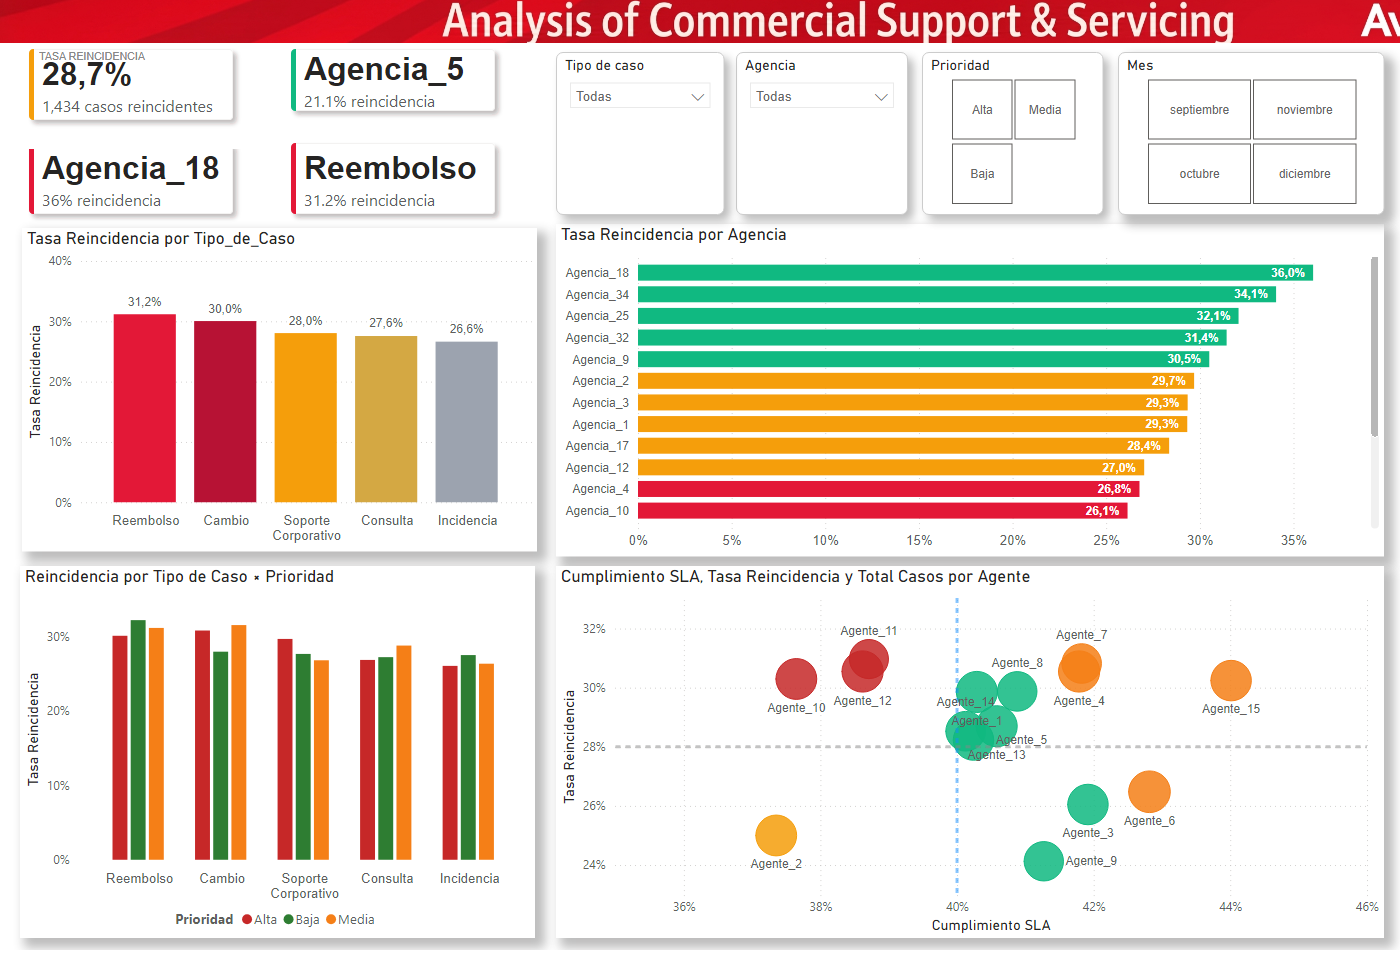 Analysis of Commercial Support & Servicing
Av
TASA REINCIDENCIA
28,7%
1,434 casos reincidentes
Agencia_5
21.1% reincidencia
Agencia_18
36% reincidencia
Reembolso
31.2% reincidencia
Tipo de caso
Todas
Agencia
Todas
Prioridad
Alta
Media
Baja
Mes
septiembre
noviembre
octubre
diciembre
Tasa Reincidencia por Tipo_de_Caso
Tasa Reincidencia
40%
30%
20%
10%
0%
31,2%
30,0%
28,0%
27,6%
26,6%
Reembolso
Cambio
Soporte
Corporativo
Consulta
Incidencia
Tasa Reincidencia por Agencia
Agencia_18 36,0%
Agencia_34 34,1%
Agencia_25 32,1%
Agencia_32 31,4%
Agencia_9 30,5%
Agencia_2 29,7%
Agencia_3 29,3%
Agencia_1 29,3%
Agencia_17 28,4%
Agencia_12 27,0%
Agencia_4 26,8%
Agencia_10 26,1%
0% 5% 10% 15% 20% 25% 30% 35%
Reincidencia por Tipo de Caso × Prioridad
Tasa Reincidencia
30%
20%
10%
0%
Reembolso
Cambio
Soporte
Corporativo
Consulta
Incidencia
Prioridad Alta Baja Media
Cumplimiento SLA, Tasa Reincidencia y Total Casos por Agente
Tasa Reincidencia
32%
30%
28%
26%
24%
Agente_11
Agente_7
Agente_8
Agente_10
Agente_12
Agente_14
Agente_4
Agente_15
Agente_1
Agente_5
Agente_13
Agente_6
Agente_3
Agente_2
Agente_9
36% 38% 40% 42% 44% 46%
Cumplimiento SLA